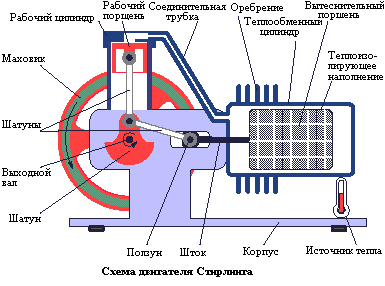 Рабочий цилиндр
Рабочий
порщень
Соединительная
трубка
Оребрение
Теплообменный
цилиндр
Вытеснительный
поршень
Маховик
Теплоизо-
лирующее
наполнение
Шатуны
Выходной
вал
Шатун
Ползун
Шток
Корпус
Источник тепла
Схема двигателя Стирлинга